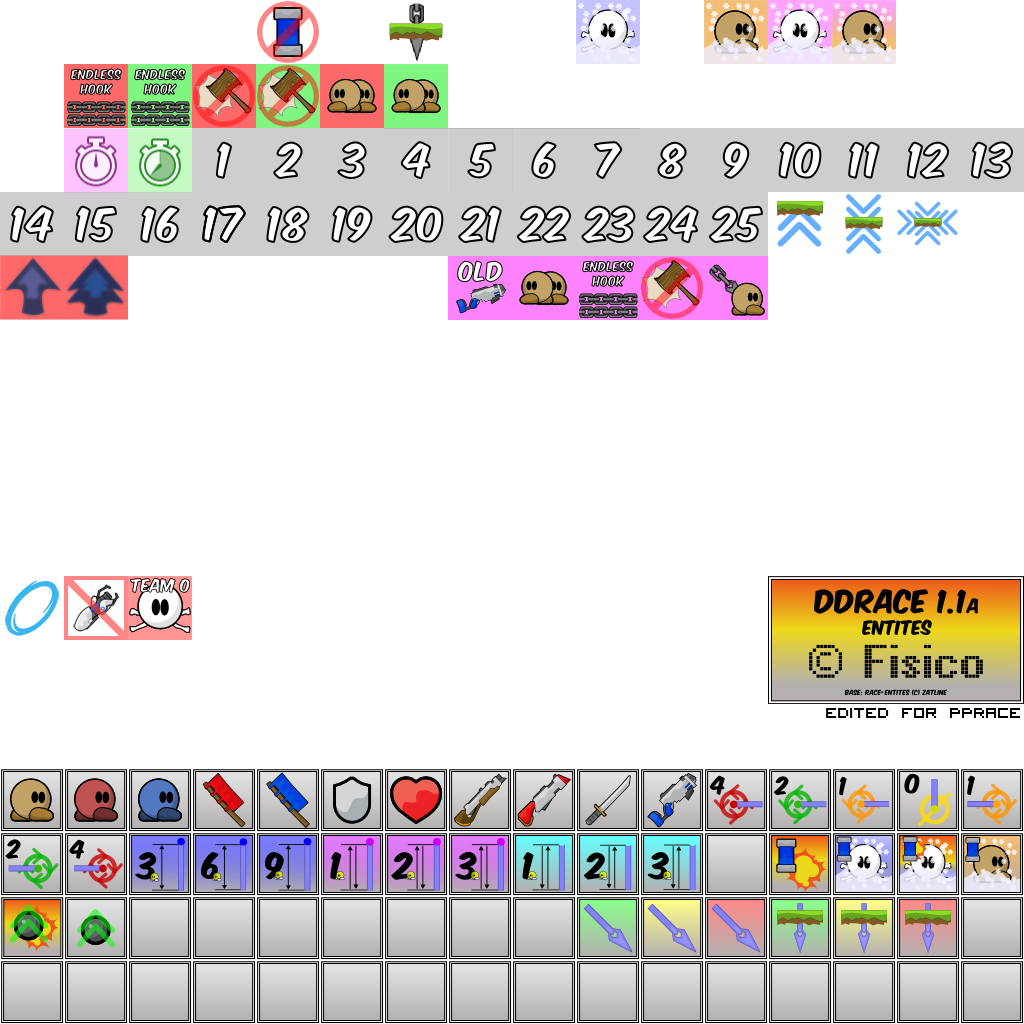 ENDLESS HOOK
ENDLESS HOOK
1 2 3 4 5 6 7 8 9 10 11 12 13
14 15 16 17 18 19 20 21 22 23 24 25
OLD
ENDLESS HOOK
TEAM 0
DDRACE 1.1A
ENTITES
© Fisico
BASE: RACE-ENTITES (C) ZATLINE
EDITED FOR PPRACE
4 2 1 0 1
2 4 3 6 9 1 2 3 1 2 3